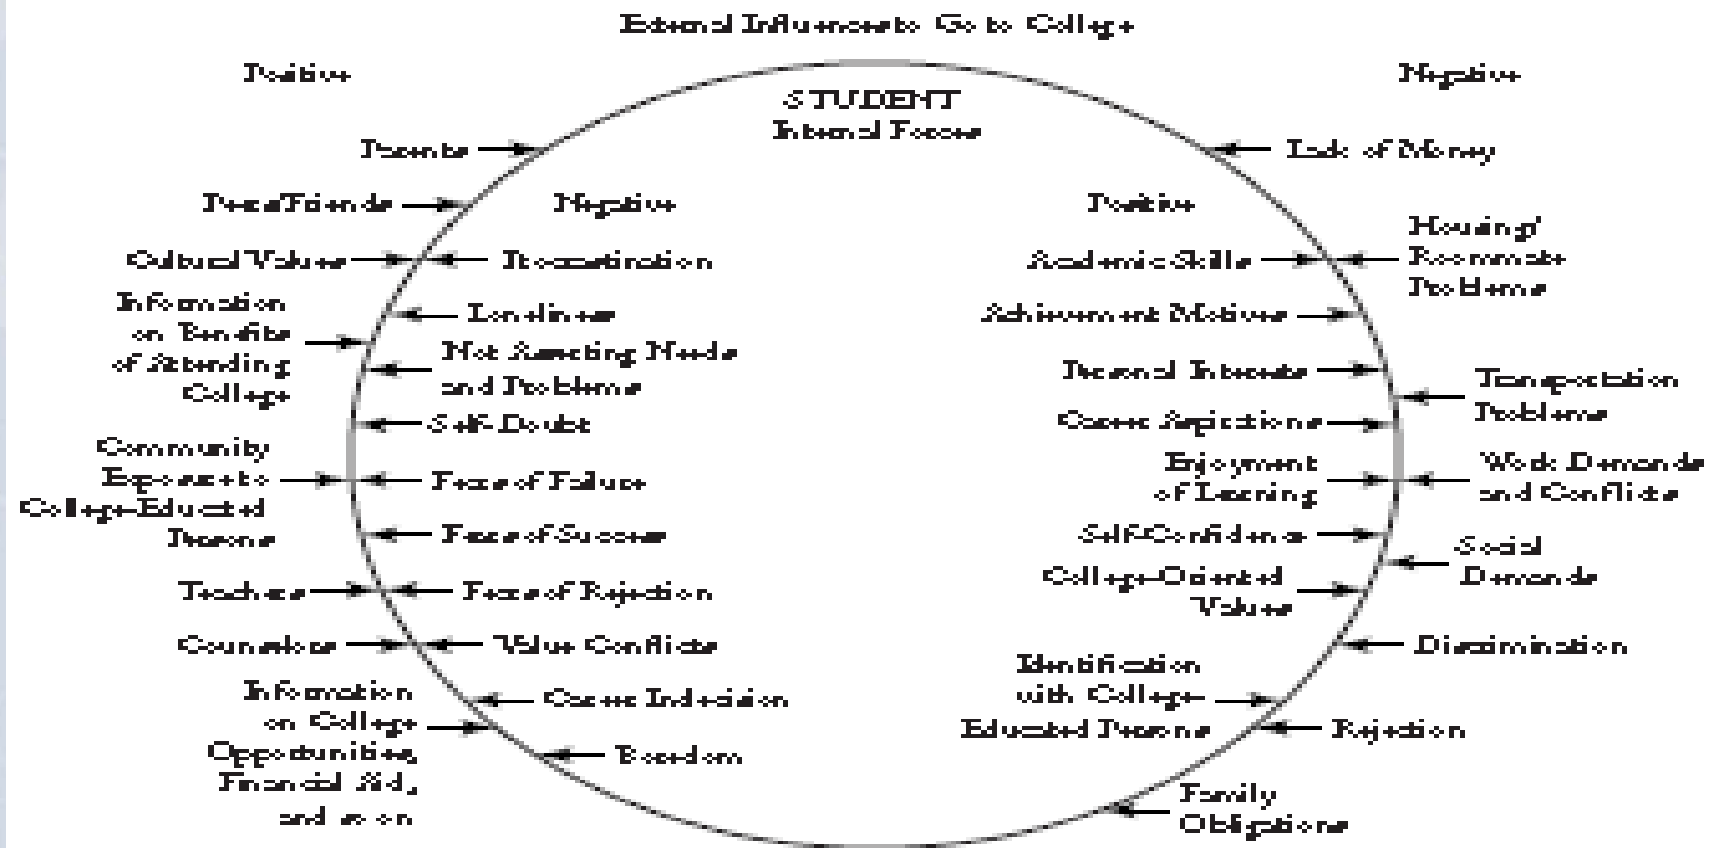 External Influences to Go to College
Positive
Negative
STUDENT
Internal Forces
Parents
Lack of Money
Peers/Friends
Negative
Positive
Cultural Values
Procrastination
Academic Skills
Housing/
Roommate
Problems
Information
on Benefits
of Attending
College
Loneliness
Achievement Motives
Not Meeting Needs
and Problems
Personal Interests
Transportation
Problems
Self-Doubt
Career Aspirations
Community
Exposure to
College-Educated
Persons
Fears of Failure
Enjoyment
of Learning
Work Demands
and Conflicts
Fears of Success
Self-Confidence
Social
Demands
Teachers
Fears of Rejection
College-Oriented
Values
Counselors
Value Conflicts
Discrimination
Identification
with College-
Educated Persons
Information
on College
Opportunities,
Financial Aid,
and so on
Career Indecision
Rejection
Boredom
Family
Obligations